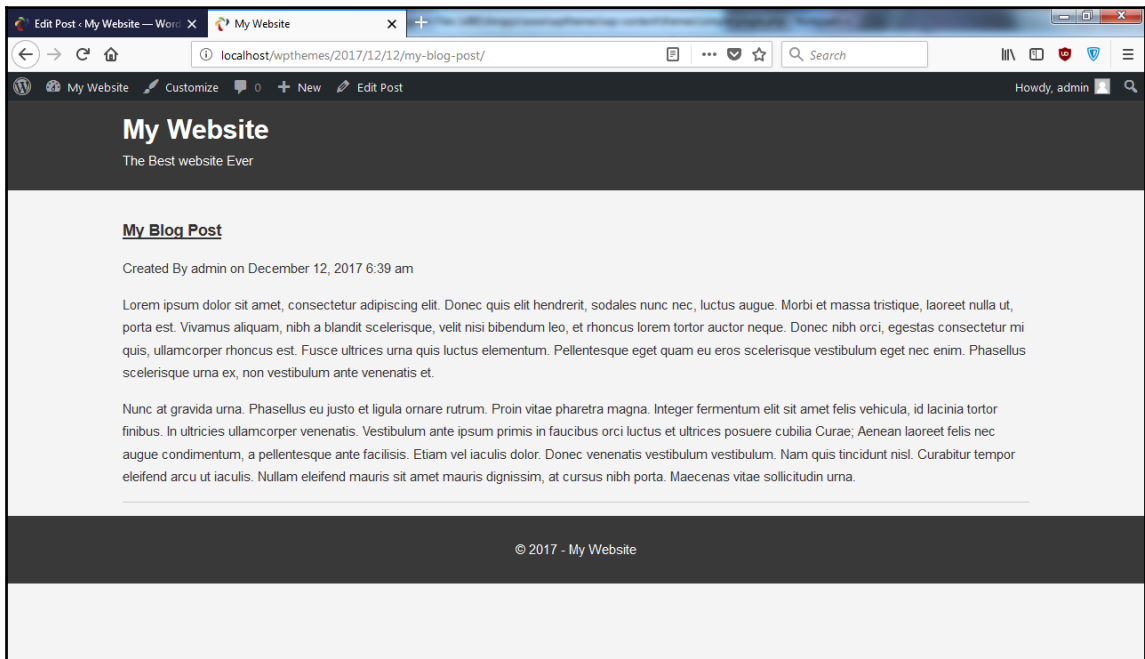 Edit Post ‹ My Website — Word
My Website
localhost/wpthemes/2017/12/12/my-blog-post/
Search
My Website Customize 0 New Edit Post Howdy, admin
My Website
The Best website Ever
My Blog Post
Created By admin on December 12, 2017 6:39 am
Lorem ipsum dolor sit amet, consectetur adipiscing elit. Donec quis elit hendrerit, sodales nunc nec, luctus augue. Morbi et massa tristique, laoreet nulla ut,
porta est. Vivamus aliquam, nibh a blandit scelerisque, velit nisi bibendum leo, et rhoncus lorem tortor auctor neque. Donec nibh orci, egestas consectetur mi
quis, ullamcorper rhoncus est. Fusce ultrices urna quis luctus elementum. Pellentesque eget quam eu eros scelerisque vestibulum eget nec enim. Phasellus
scelerisque urna ex, non vestibulum ante venenatis et.
Nunc at gravida urna. Phasellus eu justo et ligula ornare rutrum. Proin vitae pharetra magna. Integer fermentum elit sit amet felis vehicula, id lacinia tortor
finibus. In ultricies ullamcorper venenatis. Vestibulum ante ipsum primis in faucibus orci luctus et ultrices posuere cubilia Curae; Aenean laoreet felis nec
augue condimentum, a pellentesque ante facilisis. Etiam vel iaculis dolor. Donec venenatis vestibulum vestibulum. Nam quis tincidunt nisl. Curabitur tempor
eleifend arcu ut iaculis. Nullam eleifend mauris sit amet mauris dignissim, at cursus nibh porta. Maecenas vitae sollicitudin urna.
© 2017 - My Website